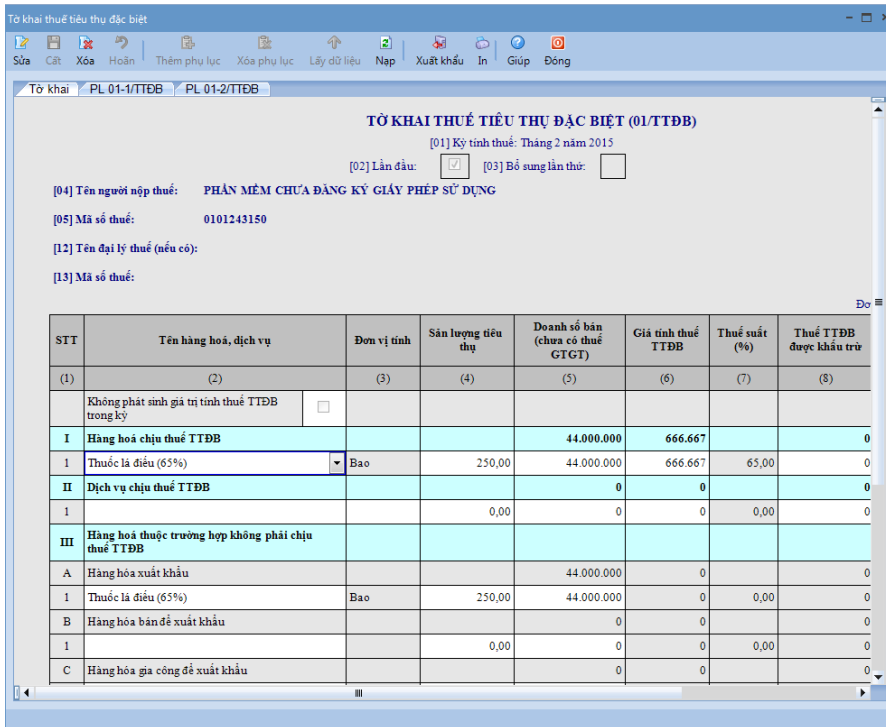 Tờ khai thuế tiêu thụ đặc biệt
Sửa Cất Xóa Hoãn Thêm phụ lục Xóa phụ lục Lấy dữ liệu Nạp Xuất khẩu In Giúp Đóng
Tờ khai PL 01-1/TTĐB PL 01-2/TTĐB
TỜ KHAI THUẾ TIÊU THỤ ĐẶC BIỆT (01/TTĐB)
[01] Kỳ tính thuế: Tháng 2 năm 2015
[02] Lần đầu: [03] Bổ sung lần thứ:
[04] Tên người nộp thuế: PHẦN MỀM CHƯA ĐĂNG KÝ GIẤY PHÉP SỬ DỤNG
[05] Mã số thuế: 0101243150
[12] Tên đại lý thuế (nếu có):
[13] Mã số thuế:
Đơ
STT Tên hàng hoá, dịch vụ Đơn vị tính Sản lượng tiêu thụ Doanh số bán (chưa có thuế GTGT) Giá tính thuế TTĐB Thuế suất (%) Thuế TTĐB được khấu trừ
(1) (2) (3) (4) (5) (6) (7) (8)
Không phát sinh giá trị tính thuế TTĐB
trong kỳ
I Hàng hoá chịu thuế TTĐB 44.000.000 666.667 0
1 Thuốc lá điếu (65%) Bao 250,00 44.000.000 666.667 65,00 0
II Dịch vụ chịu thuế TTĐB 0 0 0
1 0,00 0 0 0,00 0
III Hàng hoá thuộc trường hợp không phải chịu
thuế TTĐB
A Hàng hóa xuất khẩu 44.000.000 0 0
1 Thuốc lá điếu (65%) Bao 250,00 44.000.000 0 0,00 0
B Hàng hóa bán để xuất khẩu 0 0 0
1 0,00 0 0 0,00 0
C Hàng hóa gia công để xuất khẩu 0 0 0